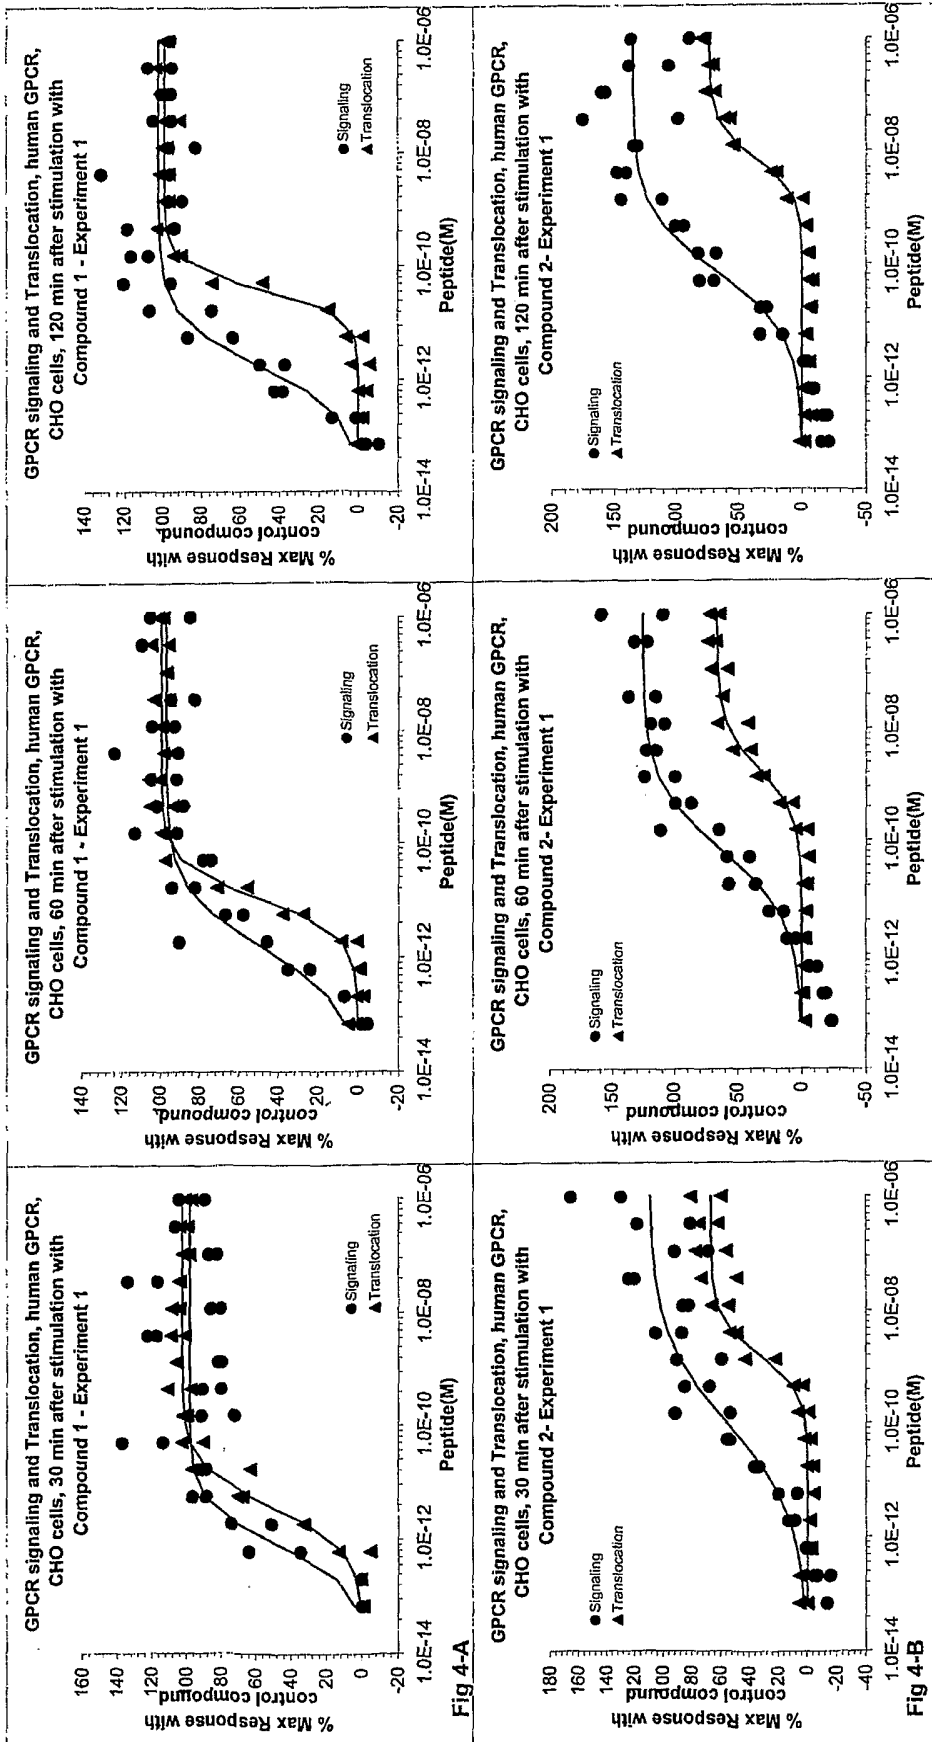 GPCR signaling and Translocation, human GPCR,
CHO cells, 30 min after stimulation with
Compound 1 - Experiment 1
% Max Response with
control compound
140
120
100
80
60
40
20
0
-20
Signaling
Translocation
1.0E-14
1.0E-12
1.0E-10
1.0E-08
1.0E-06
Peptide(M)
GPCR signaling and Translocation, human GPCR,
CHO cells, 60 min after stimulation with
Compound 1 - Experiment 1
% Max Response with
control compound
140
120
100
80
60
40
20
0
-20
Signaling
Translocation
1.0E-14
1.0E-12
1.0E-10
1.0E-08
1.0E-06
Peptide(M)
GPCR signaling and Translocation, human GPCR,
CHO cells, 120 min after stimulation with
Compound 1 - Experiment 1
% Max Response with
control compound
140
120
100
80
60
40
20
0
-20
Signaling
Translocation
1.0E-14
1.0E-12
1.0E-10
1.0E-08
1.0E-06
Peptide(M)
Fig 4-A
GPCR signaling and Translocation, human GPCR,
CHO cells, 30 min after stimulation with
Compound 2- Experiment 1
% Max Response with
control compound
180
160
140
120
100
80
60
40
20
0
-20
Signaling
Translocation
1.0E-14
1.0E-12
1.0E-10
1.0E-08
1.0E-06
Peptide(M)
GPCR signaling and Translocation, human GPCR,
CHO cells, 60 min after stimulation with
Compound 2- Experiment 1
% Max Response with
control compound
200
150
100
50
0
-50
Signaling
Translocation
1.0E-14
1.0E-12
1.0E-10
1.0E-08
1.0E-06
Peptide(M)
GPCR signaling and Translocation, human GPCR,
CHO cells, 120 min after stimulation with
Compound 2- Experiment 1
% Max Response with
control compound
200
150
100
50
0
-50
Signaling
Translocation
1.0E-14
1.0E-12
1.0E-10
1.0E-08
1.0E-06
Peptide(M)
Fig 4-B